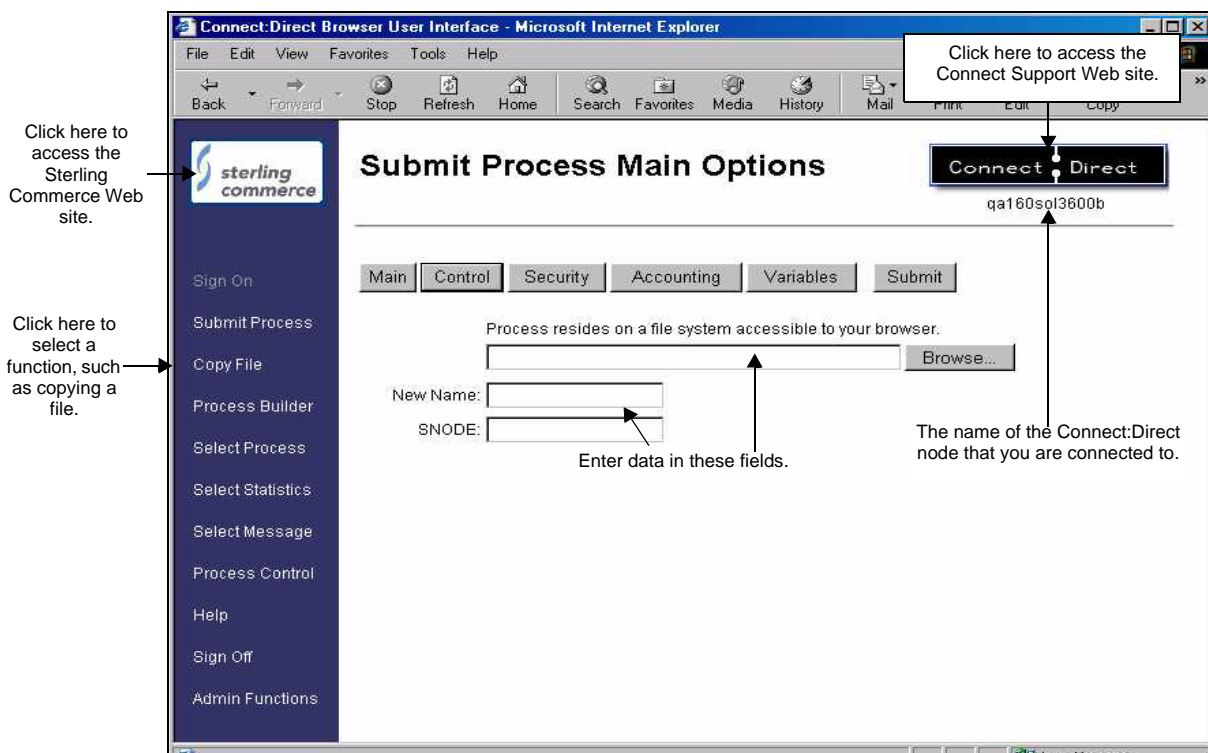 Connect:Direct Browser User Interface - Microsoft Internet Explorer
File Edit View Favorites Tools Help
Click here to access the
Connect Support Web site.
Back Forward Stop Refresh Home Search Favorites Media History Mail Print Edit Copy
Click here to
access the
Sterling
Commerce Web
site.
sterling
commerce
Submit Process Main Options
Connect Direct
qa160sol3600b
Main Control Security Accounting Variables Submit
Process resides on a file system accessible to your browser.
Browse...
New Name:
SNODE:
Enter data in these fields.
The name of the Connect:Direct
node that you are connected to.
Click here to
select a
function, such
as copying a
file.
Sign On
Submit Process
Copy File
Process Builder
Select Process
Select Statistics
Select Message
Process Control
Help
Sign Off
Admin Functions